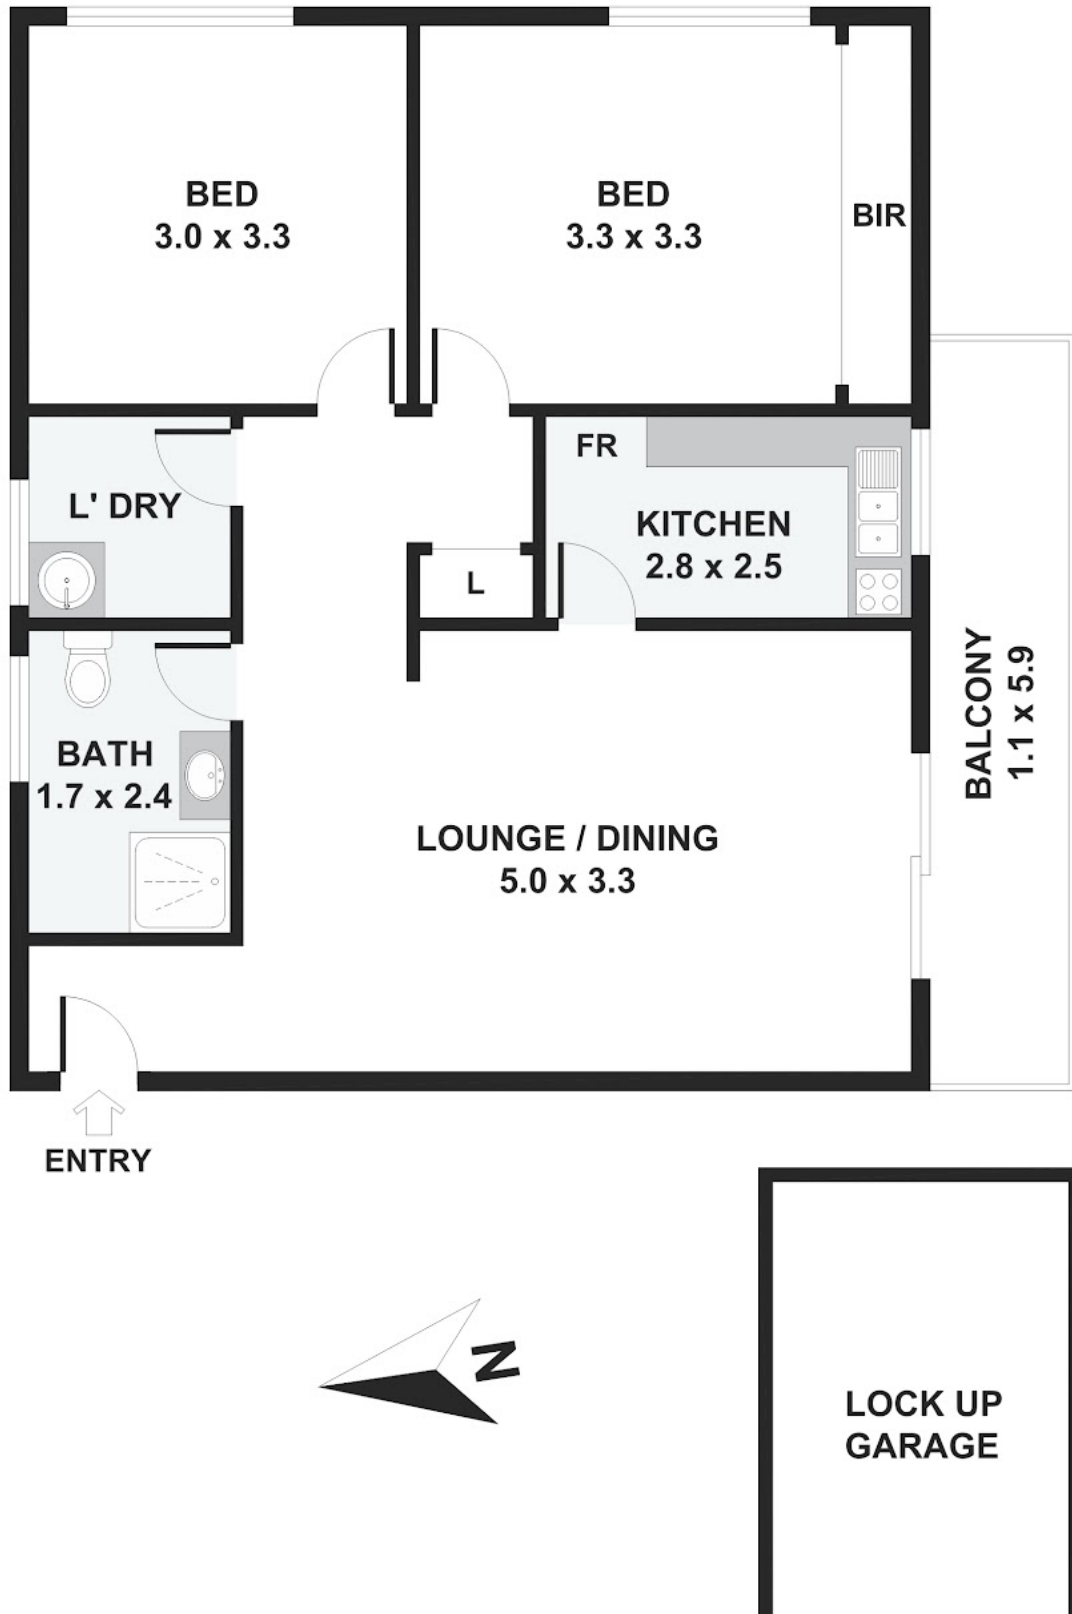 BED
3.0 x 3.3
BED
3.3 x 3.3
BIR
L' DRY
FR
KITCHEN
2.8 x 2.5
L
BATH
1.7 x 2.4
LOUNGE / DINING
5.0 x 3.3
BALCONY
1.1 x 5.9
ENTRY
N
LOCK UP
GARAGE